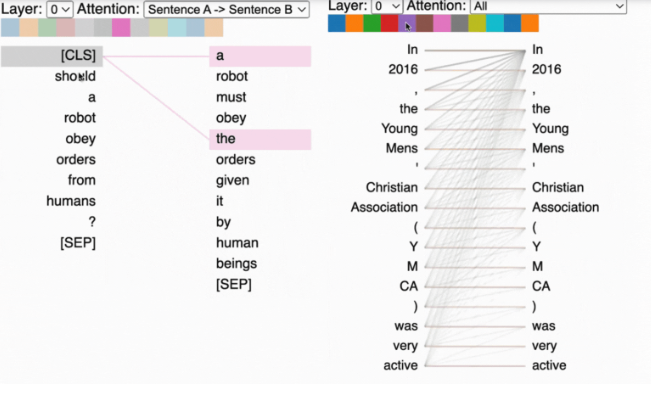 Layer: 0 Attention: Sentence A -> Sentence B
[CLS]
should
a
robot
obey
orders
from
humans
?
[SEP]
a
robot
must
obey
the
orders
given
it
by
human
beings
[SEP]
Layer: 0 Attention: All
In
2016
,
the
Young
Mens
'
Christian
Association
(
Y
M
CA
)
was
very
active
In
2016
,
the
Young
Mens
'
Christian
Association
(
Y
M
CA
)
was
very
active